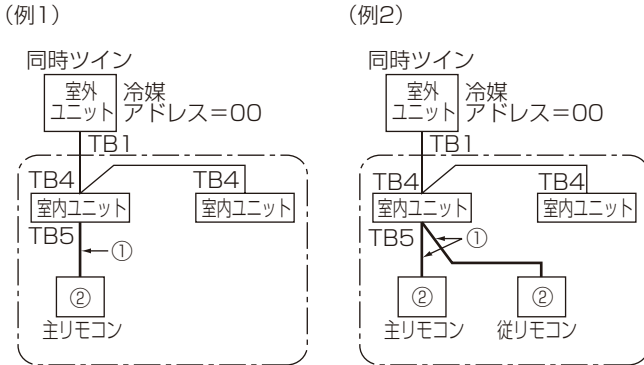 (例1)
同時ツイン
室外
ユニット
冷媒
アドレス=00
TB1
TB4
TB4
室内ユニット
室内ユニット
TB5
①
②
主リモコン
(例2)
同時ツイン
室外
ユニット
冷媒
アドレス=00
TB1
TB4
TB4
室内ユニット
室内ユニット
TB5
①
②
②
主リモコン
従リモコン